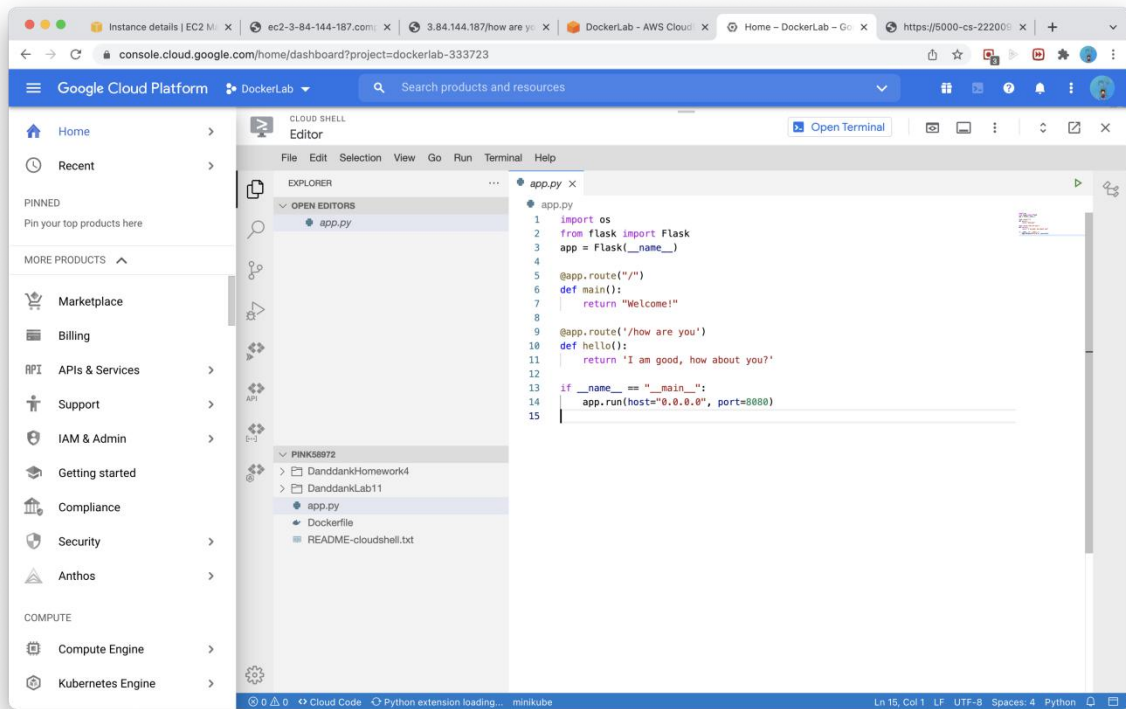 Instance details | EC2 Ma
ec2-3-84-144-187.com
3.84.144.187/how are yo
DockerLab - AWS Cloud
Home – DockerLab – Go
https://5000-cs-222009
console.cloud.google.com/home/dashboard?project=dockerlab-333723
Google Cloud Platform
DockerLab
Search products and resources
Home
Recent
PINNED
Pin your top products here
MORE PRODUCTS
Marketplace
Billing
API APIs & Services
Support
IAM & Admin
Getting started
Compliance
Security
Anthos
COMPUTE
Compute Engine
Kubernetes Engine
CLOUD SHELL
Editor
Open Terminal
File Edit Selection View Go Run Terminal Help
EXPLORER
OPEN EDITORS
app.py
API
PINK58972
DanddankHomework4
DanddankLab11
app.py
Dockerfile
README-cloudshell.txt
app.py
app.py
1 import os
2 from flask import Flask
3 app = Flask(__name__)
4
5 @app.route("/")
6 def main():
7 return "Welcome!"
8
9 @app.route('/how are you')
10 def hello():
11 return 'I am good, how about you?'
12
13 if __name__ == "__main__":
14 app.run(host="0.0.0.0", port=8080)
15
0 0 Cloud Code Python extension loading... minikube
Ln 15, Col 1 LF UTF-8 Spaces: 4 Python